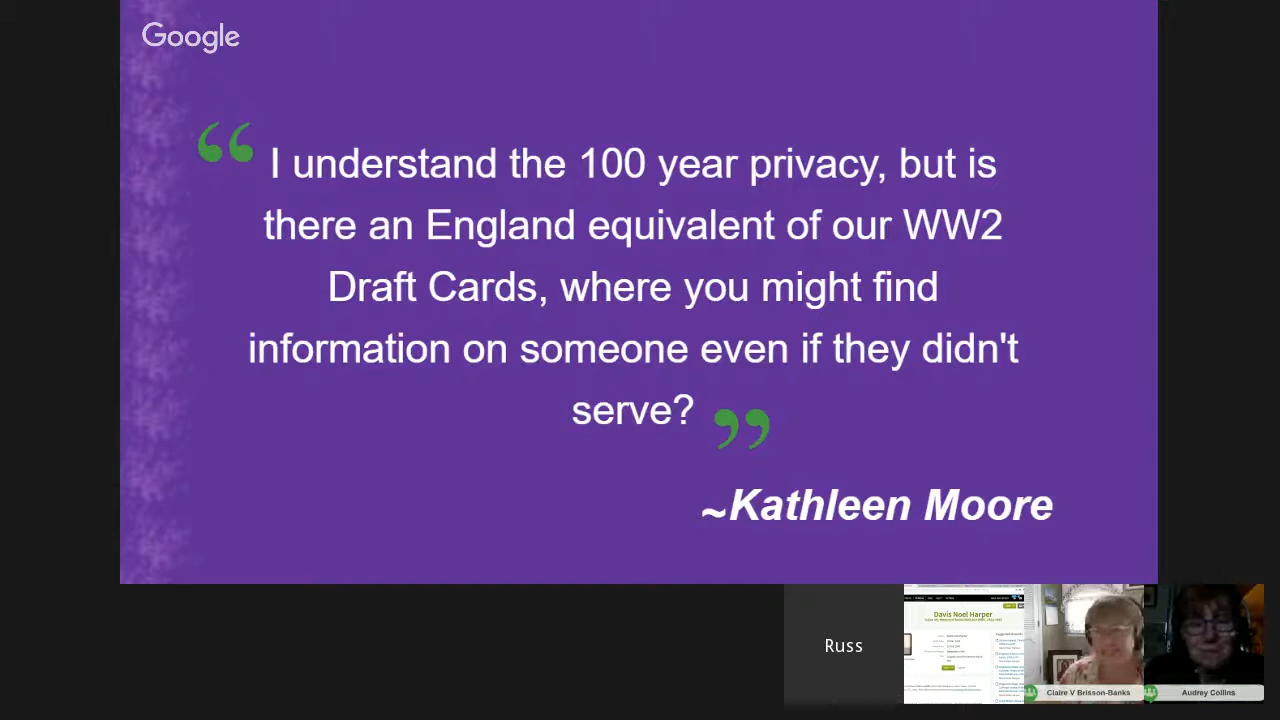 Google
“ I understand the 100 year privacy, but is
there an England equivalent of our WW2
Draft Cards, where you might find
information on someone even if they didn't
serve? ”
~Kathleen Moore
Russ
Davis Noel Harper
Claire V Brisson-Banks
Audrey Collins